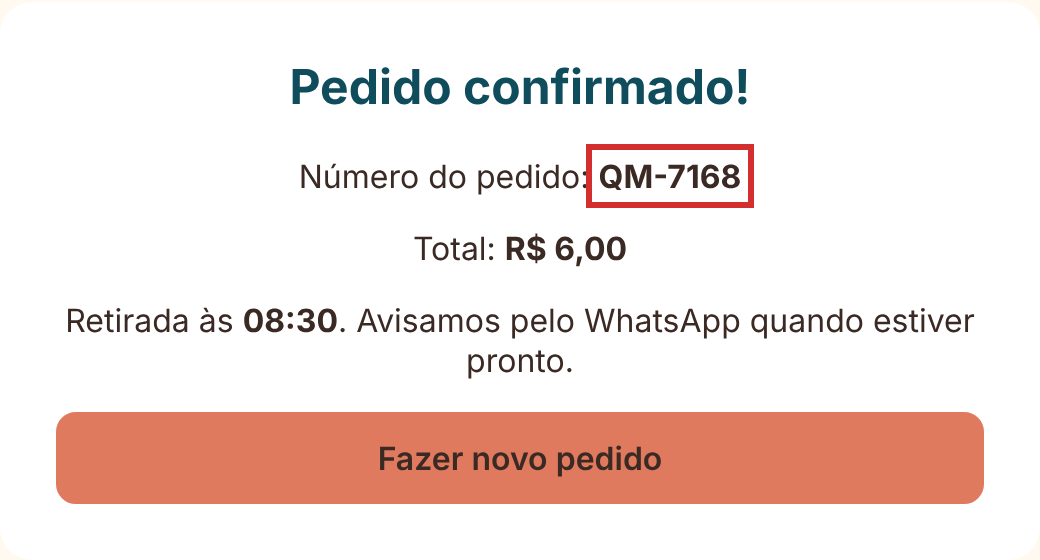 Pedido confirmado!
Número do pedido: QM-7168
Total: R$ 6,00
Retirada às 08:30. Avisamos pelo WhatsApp quando estiver
pronto.
Fazer novo pedido